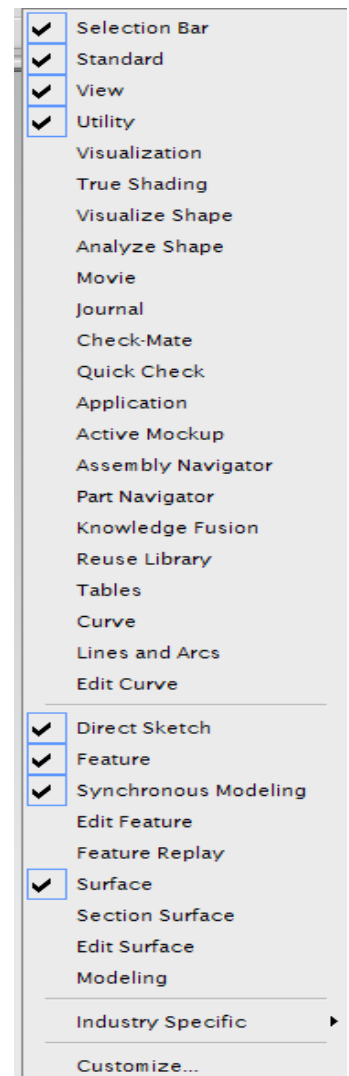 Selection Bar
Standard
View
Utility
Visualization
True Shading
Visualize Shape
Analyze Shape
Movie
Journal
Check-Mate
Quick Check
Application
Active Mockup
Assembly Navigator
Part Navigator
Knowledge Fusion
Reuse Library
Tables
Curve
Lines and Arcs
Edit Curve
Direct Sketch
Feature
Synchronous Modeling
Edit Feature
Feature Replay
Surface
Section Surface
Edit Surface
Modeling
Industry Specific
Customize...